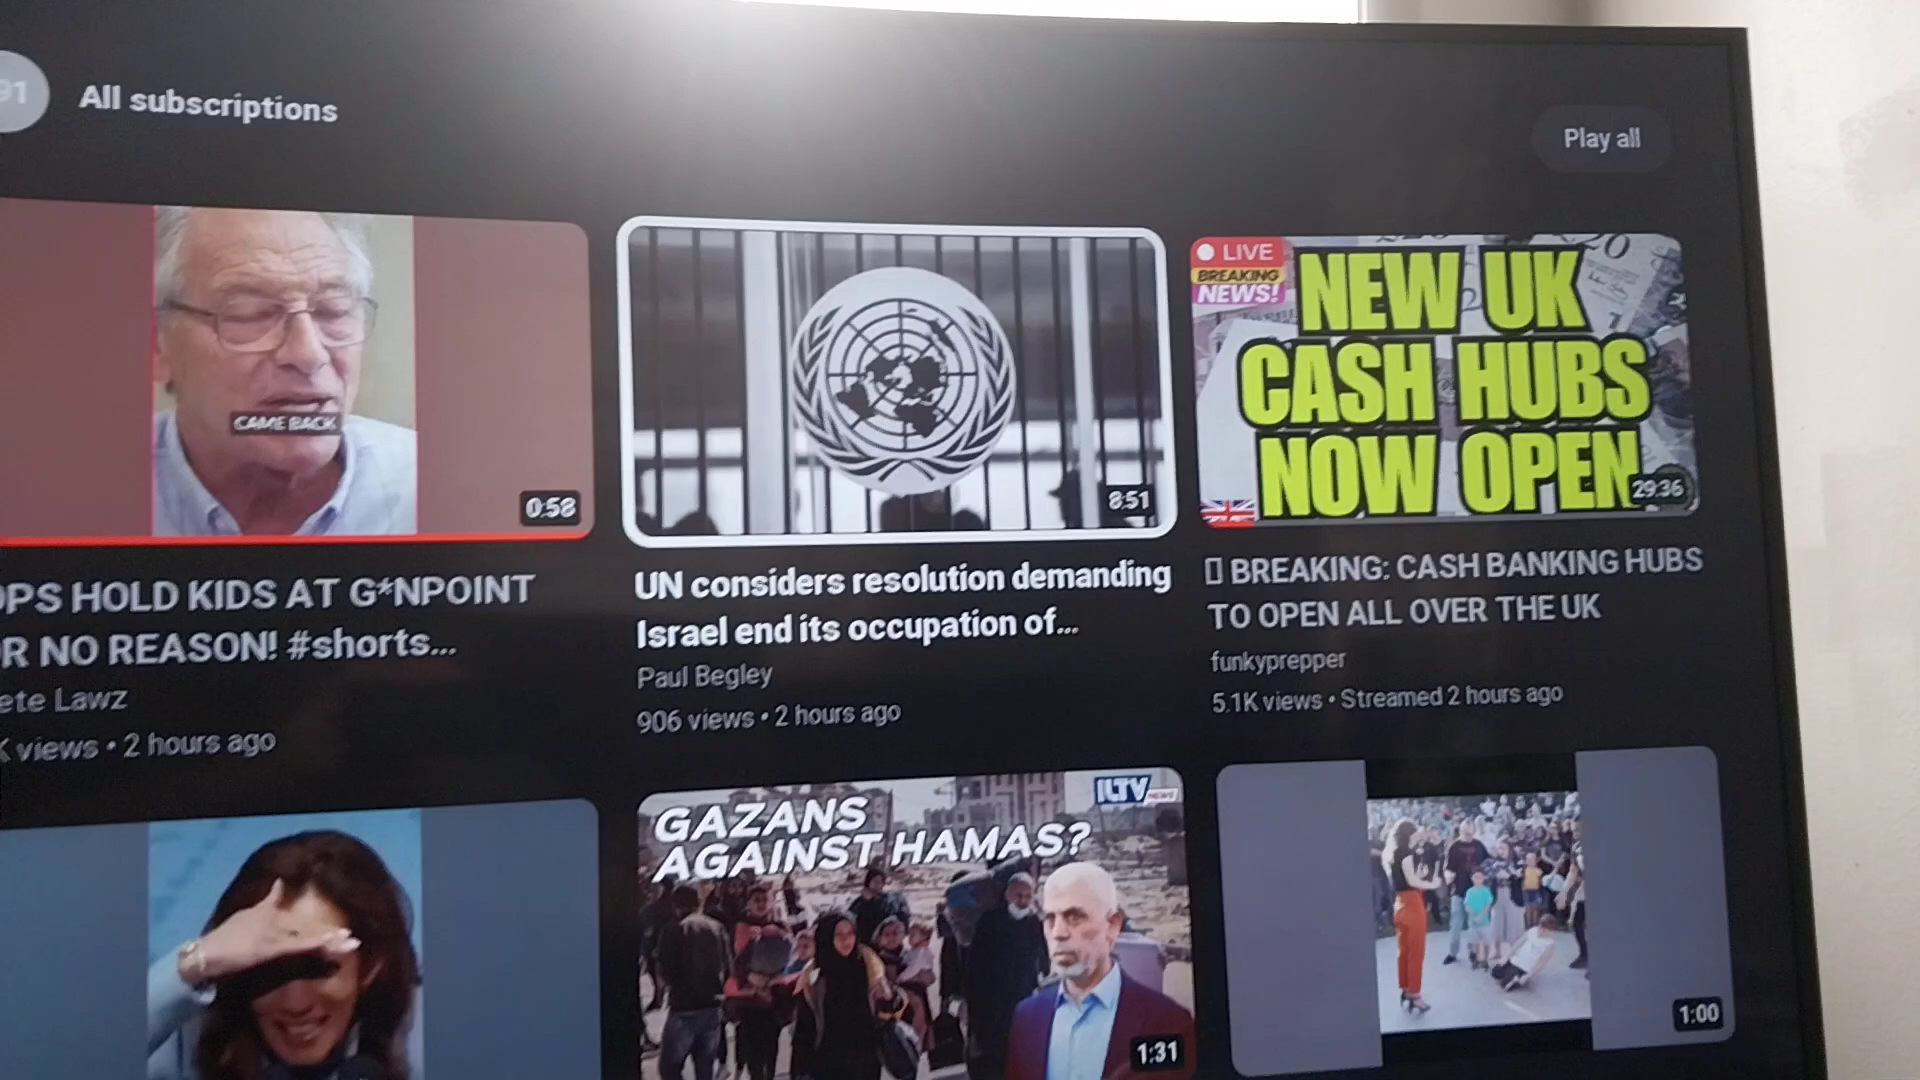 91
All subscriptions
Play all
CAME BACK
0:58
8:51
LIVE
BREAKING
NEWS!
NEW UK
CASH HUBS
NOW OPEN
29:36
OPS HOLD KIDS AT G*NPOINT
R NO REASON! #shorts...
ete Lawz
K views • 2 hours ago
UN considers resolution demanding
Israel end its occupation of...
Paul Begley
906 views • 2 hours ago
BREAKING: CASH BANKING HUBS
TO OPEN ALL OVER THE UK
funkyprepper
5.1K views • Streamed 2 hours ago
GAZANS
AGAINST HAMAS?
ILTV NEWS
1:31
1:00